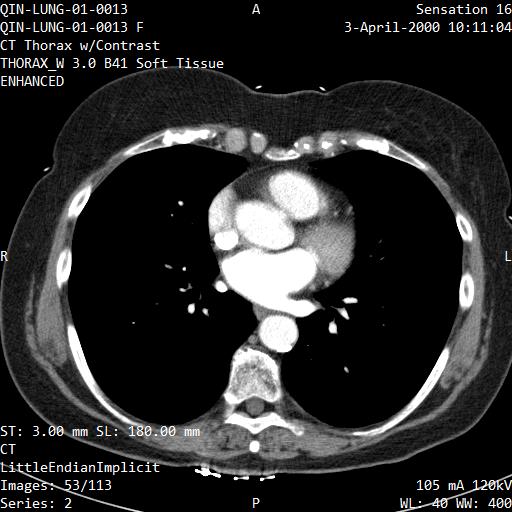 QIN-LUNG-01-0013
A
Sensation 16
QIN-LUNG-01-0013 F
3-April-2000 10:11:04
CT Thorax w/Contrast
THORAX_W 3.0 B41 Soft Tissue
ENHANCED
R
L
ST: 3.00 mm SL: 180.00 mm
CT
LittleEndianImplicit
Images: 53/113
105 mA 120kV
Series: 2
P
WL: 40 WW: 400